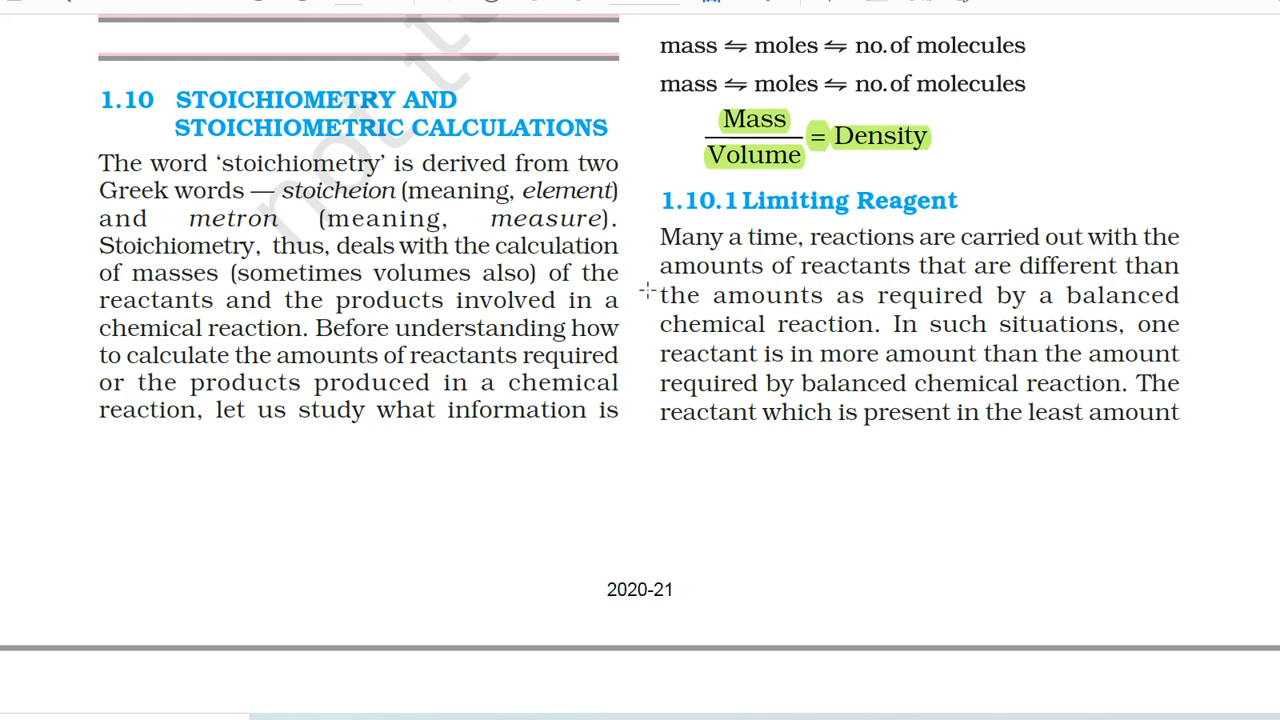 1.10 STOICHIOMETRY AND
STOICHIOMETRIC CALCULATIONS
The word ‘stoichiometry’ is derived from two
Greek words — stoicheion (meaning, element)
and metron (meaning, measure).
Stoichiometry, thus, deals with the calculation
of masses (sometimes volumes also) of the
reactants and the products involved in a
chemical reaction. Before understanding how
to calculate the amounts of reactants required
or the products produced in a chemical
reaction, let us study what information is
mass ⇋ moles ⇋ no. of molecules
mass ⇋ moles ⇋ no. of molecules
Mass
Volume = Density
1.10.1 Limiting Reagent
Many a time, reactions are carried out with the
amounts of reactants that are different than
the amounts as required by a balanced
chemical reaction. In such situations, one
reactant is in more amount than the amount
required by balanced chemical reaction. The
reactant which is present in the least amount
2020-21
not to